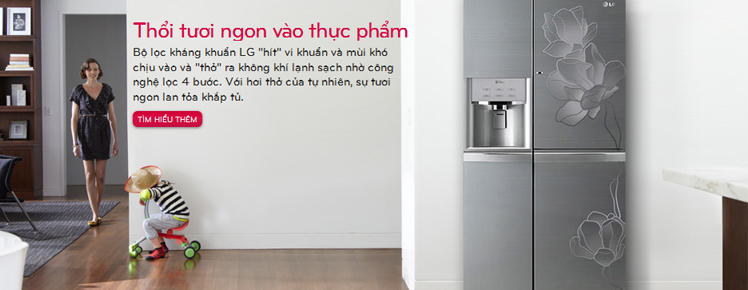 Thổi tươi ngon vào thực phẩm
Bộ lọc kháng khuẩn LG "hít" vi khuẩn và mùi khó
chịu vào và "thở" ra không khí lạnh sạch nhờ công
nghệ lọc 4 bước. Với hơi thở của tự nhiên, sự tươi
ngon lan tỏa khắp tủ.
TÌM HIỂU THÊM
LG